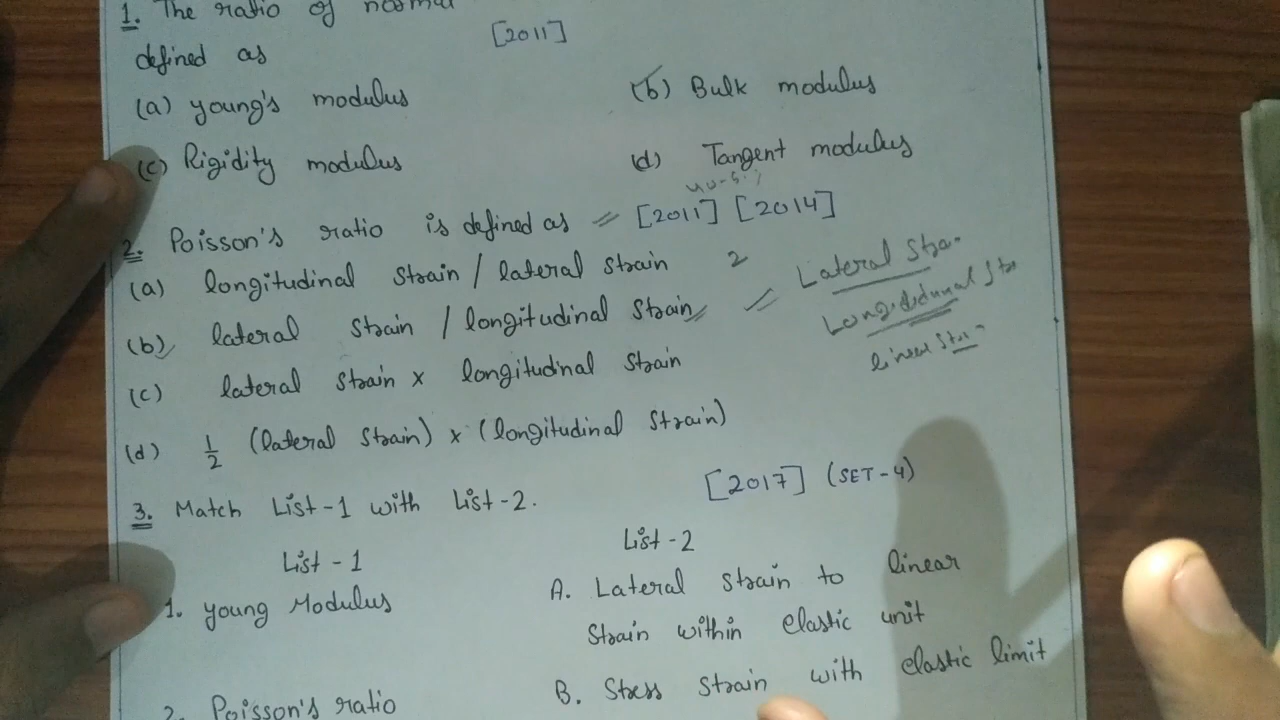 1. The ratio of normal
defined as [2011]
(a) young's modulus (b) Bulk modulus
(c) Rigidity modulus (d) Tangent modulus
2. Poisson's ratio is defined as = [2011] [2014]
(a) longitudinal strain / lateral strain 2
(b) lateral strain / longitudinal strain = Lateral Stra
Longitudinal Str
linear Str
(c) lateral strain x longitudinal strain
(d) 1/2 (lateral strain) x (longitudinal strain)
3. Match List-1 with List-2. [2017] (SET-4)
List-1 List-2
1. young Modulus A. Lateral strain to linear
strain within elastic unit
2. Poisson's ratio B. Stress strain with elastic limit